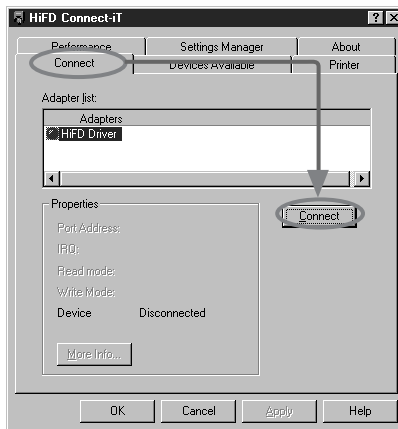 HiFD Connect-iT
Performance Settings Manager About
Connect Devices Available Printer
Adapter list:
Adapters
HiFD Driver
Properties
Connect
Port Address:
IRQ:
Read mode:
Write Mode:
Device Disconnected
More Info...
OK Cancel Apply Help